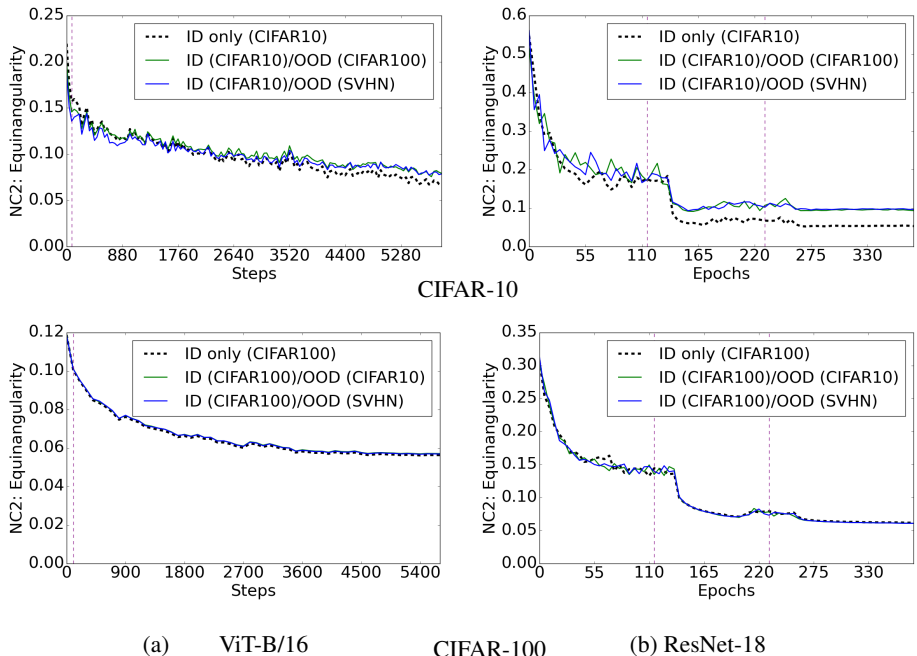 0.25
0.20
0.15
0.10
0.05
0.00
NC2: Equinangularity
ID only (CIFAR10)
ID (CIFAR10)/OOD (CIFAR100)
ID (CIFAR10)/OOD (SVHN)
0 880 1760 2640 3520 4400 5280
Steps
0.6
0.5
0.4
0.3
0.2
0.1
0.0
NC2: Equinangularity
ID only (CIFAR10)
ID (CIFAR10)/OOD (CIFAR100)
ID (CIFAR10)/OOD (SVHN)
0 55 110 165 220 275 330
Epochs
CIFAR-10
0.12
0.10
0.08
0.06
0.04
0.02
0.00
NC2: Equinangularity
ID only (CIFAR100)
ID (CIFAR100)/OOD (CIFAR10)
ID (CIFAR100)/OOD (SVHN)
0 900 1800 2700 3600 4500 5400
Steps
0.35
0.30
0.25
0.20
0.15
0.10
0.05
0.00
NC2: Equinangularity
ID only (CIFAR100)
ID (CIFAR100)/OOD (CIFAR10)
ID (CIFAR100)/OOD (SVHN)
0 55 110 165 220 275 330
Epochs
(a) ViT-B/16
CIFAR-100
(b) ResNet-18